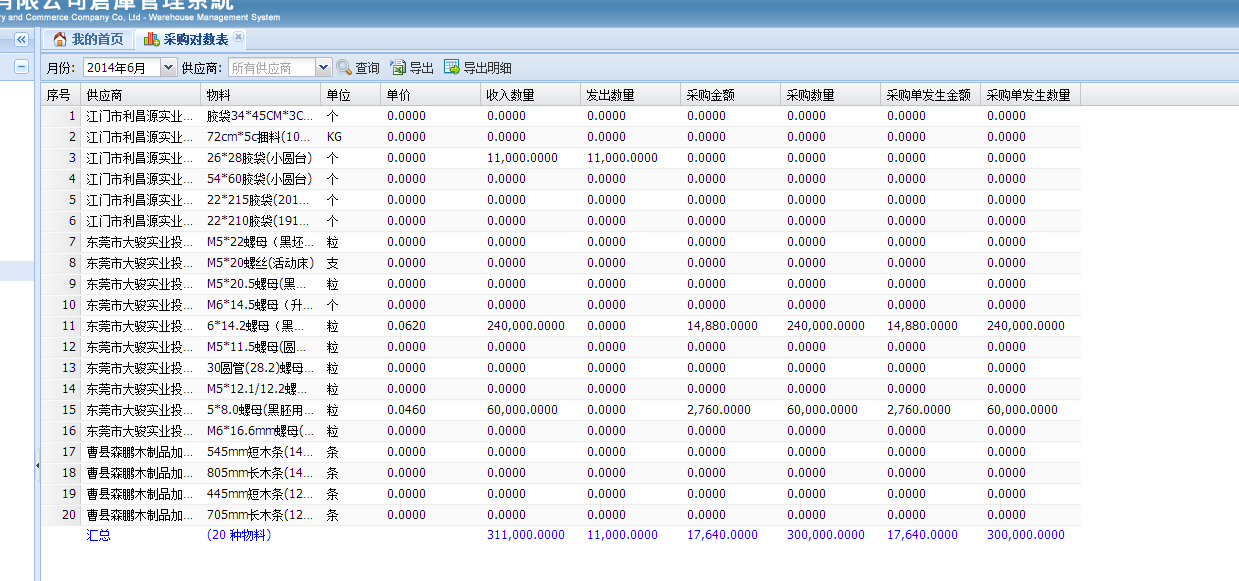 有限公司倉庫管理系統
ry and Commerce Company Co, Ltd - Warehouse Management System
我的首页 采购对数表
月份: 2014年6月 供应商: 所有供应商 查询 导出 导出明细
序号 供应商 物料 单位 单价 收入数量 发出数量 采购金额 采购数量 采购单发生金额 采购单发生数量
1 江门市利昌源实业... 胶袋34*45CM*3C... 个 0.0000 0.0000 0.0000 0.0000 0.0000 0.0000 0.0000
2 江门市利昌源实业... 72cm*5c捆料(10... KG 0.0000 0.0000 0.0000 0.0000 0.0000 0.0000 0.0000
3 江门市利昌源实业... 26*28胶袋(小圆台) 个 0.0000 11,000.0000 11,000.0000 0.0000 0.0000 0.0000 0.0000
4 江门市利昌源实业... 54*60胶袋(小圆台) 个 0.0000 0.0000 0.0000 0.0000 0.0000 0.0000 0.0000
5 江门市利昌源实业... 22*215胶袋(201... 个 0.0000 0.0000 0.0000 0.0000 0.0000 0.0000 0.0000
6 江门市利昌源实业... 22*210胶袋(191... 个 0.0000 0.0000 0.0000 0.0000 0.0000 0.0000 0.0000
7 东莞市大骏实业投... M5*22螺母（黑坯... 粒 0.0000 0.0000 0.0000 0.0000 0.0000 0.0000 0.0000
8 东莞市大骏实业投... M5*20螺丝(活动床) 支 0.0000 0.0000 0.0000 0.0000 0.0000 0.0000 0.0000
9 东莞市大骏实业投... M5*20.5螺母(黑... 粒 0.0000 0.0000 0.0000 0.0000 0.0000 0.0000 0.0000
10 东莞市大骏实业投... M6*14.5螺母（升... 个 0.0000 0.0000 0.0000 0.0000 0.0000 0.0000 0.0000
11 东莞市大骏实业投... 6*14.2螺母（黑... 粒 0.0620 240,000.0000 0.0000 14,880.0000 240,000.0000 14,880.0000 240,000.0000
12 东莞市大骏实业投... M5*11.5螺母(圆... 粒 0.0000 0.0000 0.0000 0.0000 0.0000 0.0000 0.0000
13 东莞市大骏实业投... 30圆管(28.2)螺母... 粒 0.0000 0.0000 0.0000 0.0000 0.0000 0.0000 0.0000
14 东莞市大骏实业投... M5*12.1/12.2螺... 粒 0.0000 0.0000 0.0000 0.0000 0.0000 0.0000 0.0000
15 东莞市大骏实业投... 5*8.0螺母(黑胚用... 粒 0.0460 60,000.0000 0.0000 2,760.0000 60,000.0000 2,760.0000 60,000.0000
16 东莞市大骏实业投... M6*16.6mm螺母(... 粒 0.0000 0.0000 0.0000 0.0000 0.0000 0.0000 0.0000
17 曹县森鹏木制品加... 545mm短木条(14... 条 0.0000 0.0000 0.0000 0.0000 0.0000 0.0000 0.0000
18 曹县森鹏木制品加... 805mm长木条(14... 条 0.0000 0.0000 0.0000 0.0000 0.0000 0.0000 0.0000
19 曹县森鹏木制品加... 445mm短木条(12... 条 0.0000 0.0000 0.0000 0.0000 0.0000 0.0000 0.0000
20 曹县森鹏木制品加... 705mm长木条(12... 条 0.0000 0.0000 0.0000 0.0000 0.0000 0.0000 0.0000
汇总 (20 种物料) 311,000.0000 11,000.0000 17,640.0000 300,000.0000 17,640.0000 300,000.0000